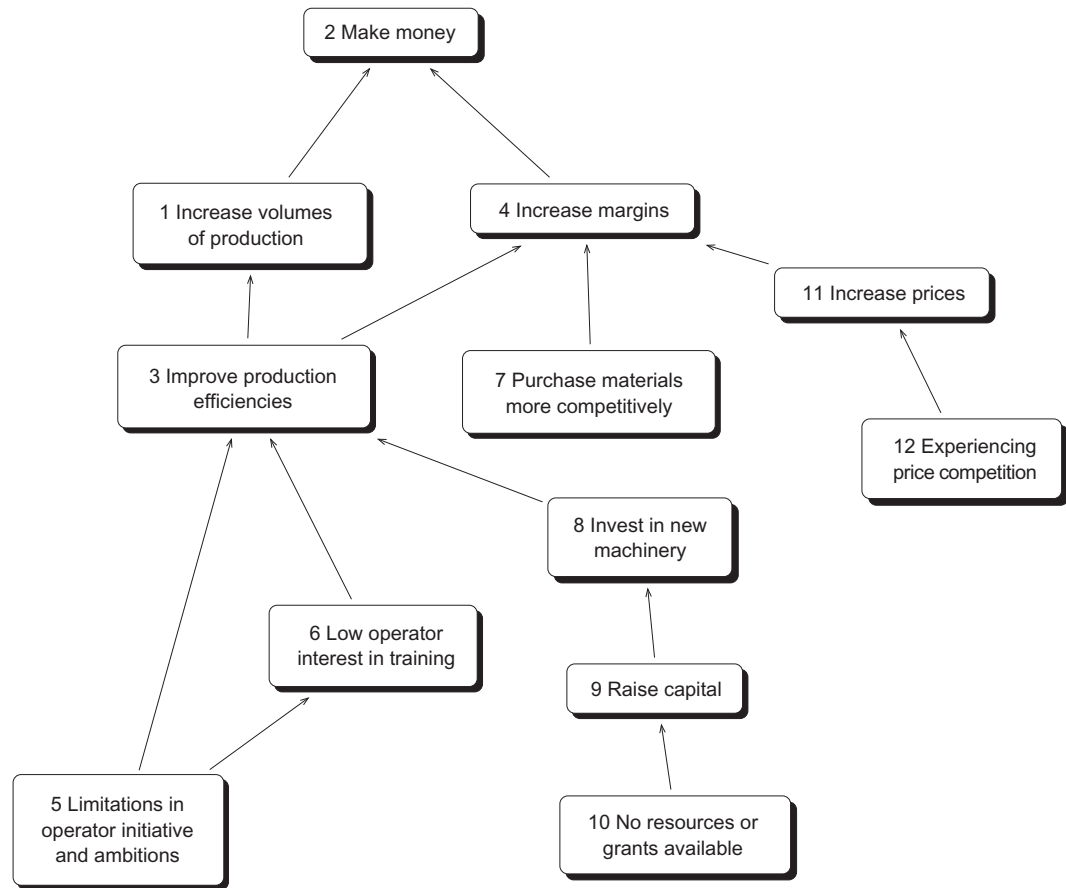 2 Make money
1 Increase volumes
of production
4 Increase margins
11 Increase prices
3 Improve production
efficiencies
7 Purchase materials
more competitively
12 Experiencing
price competition
8 Invest in new
machinery
6 Low operator
interest in training
9 Raise capital
5 Limitations in
operator initiative
and ambitions
10 No resources or
grants available